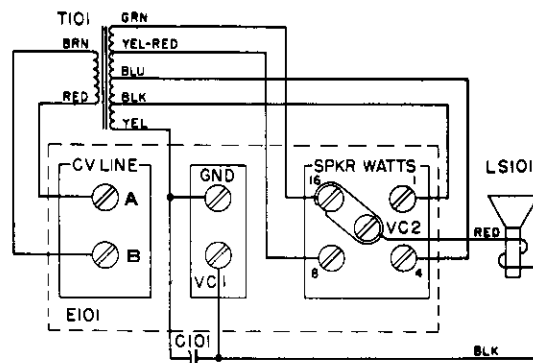 T101
GRN
BRN
YEL-RED
BLU
RED
BLK
YEL
CV LINE
GND
SPKR WATTS
LS101
16
1
A
VC2
RED
B
VC1
8
4
E101
C101
BLK